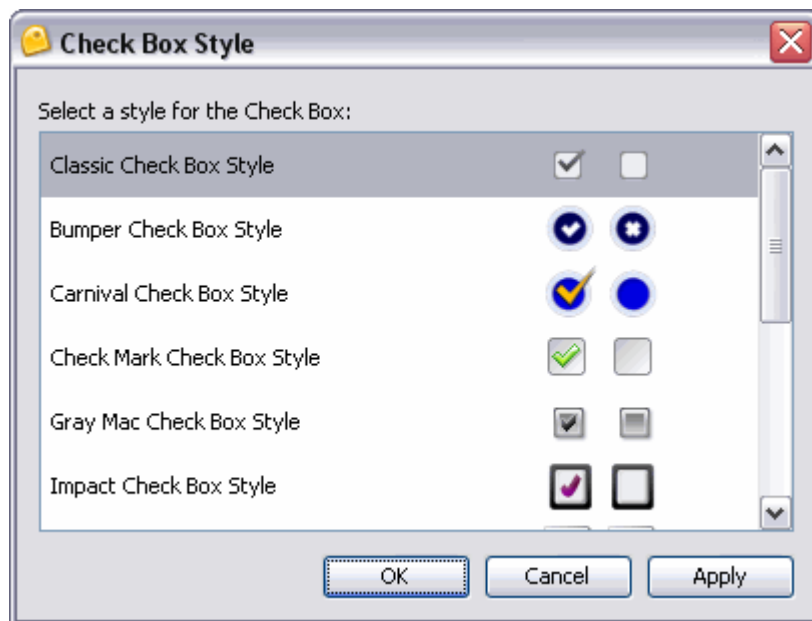 Check Box Style
Select a style for the Check Box:
Classic Check Box Style
Bumper Check Box Style
Carnival Check Box Style
Check Mark Check Box Style
Gray Mac Check Box Style
Impact Check Box Style
OK Cancel Apply